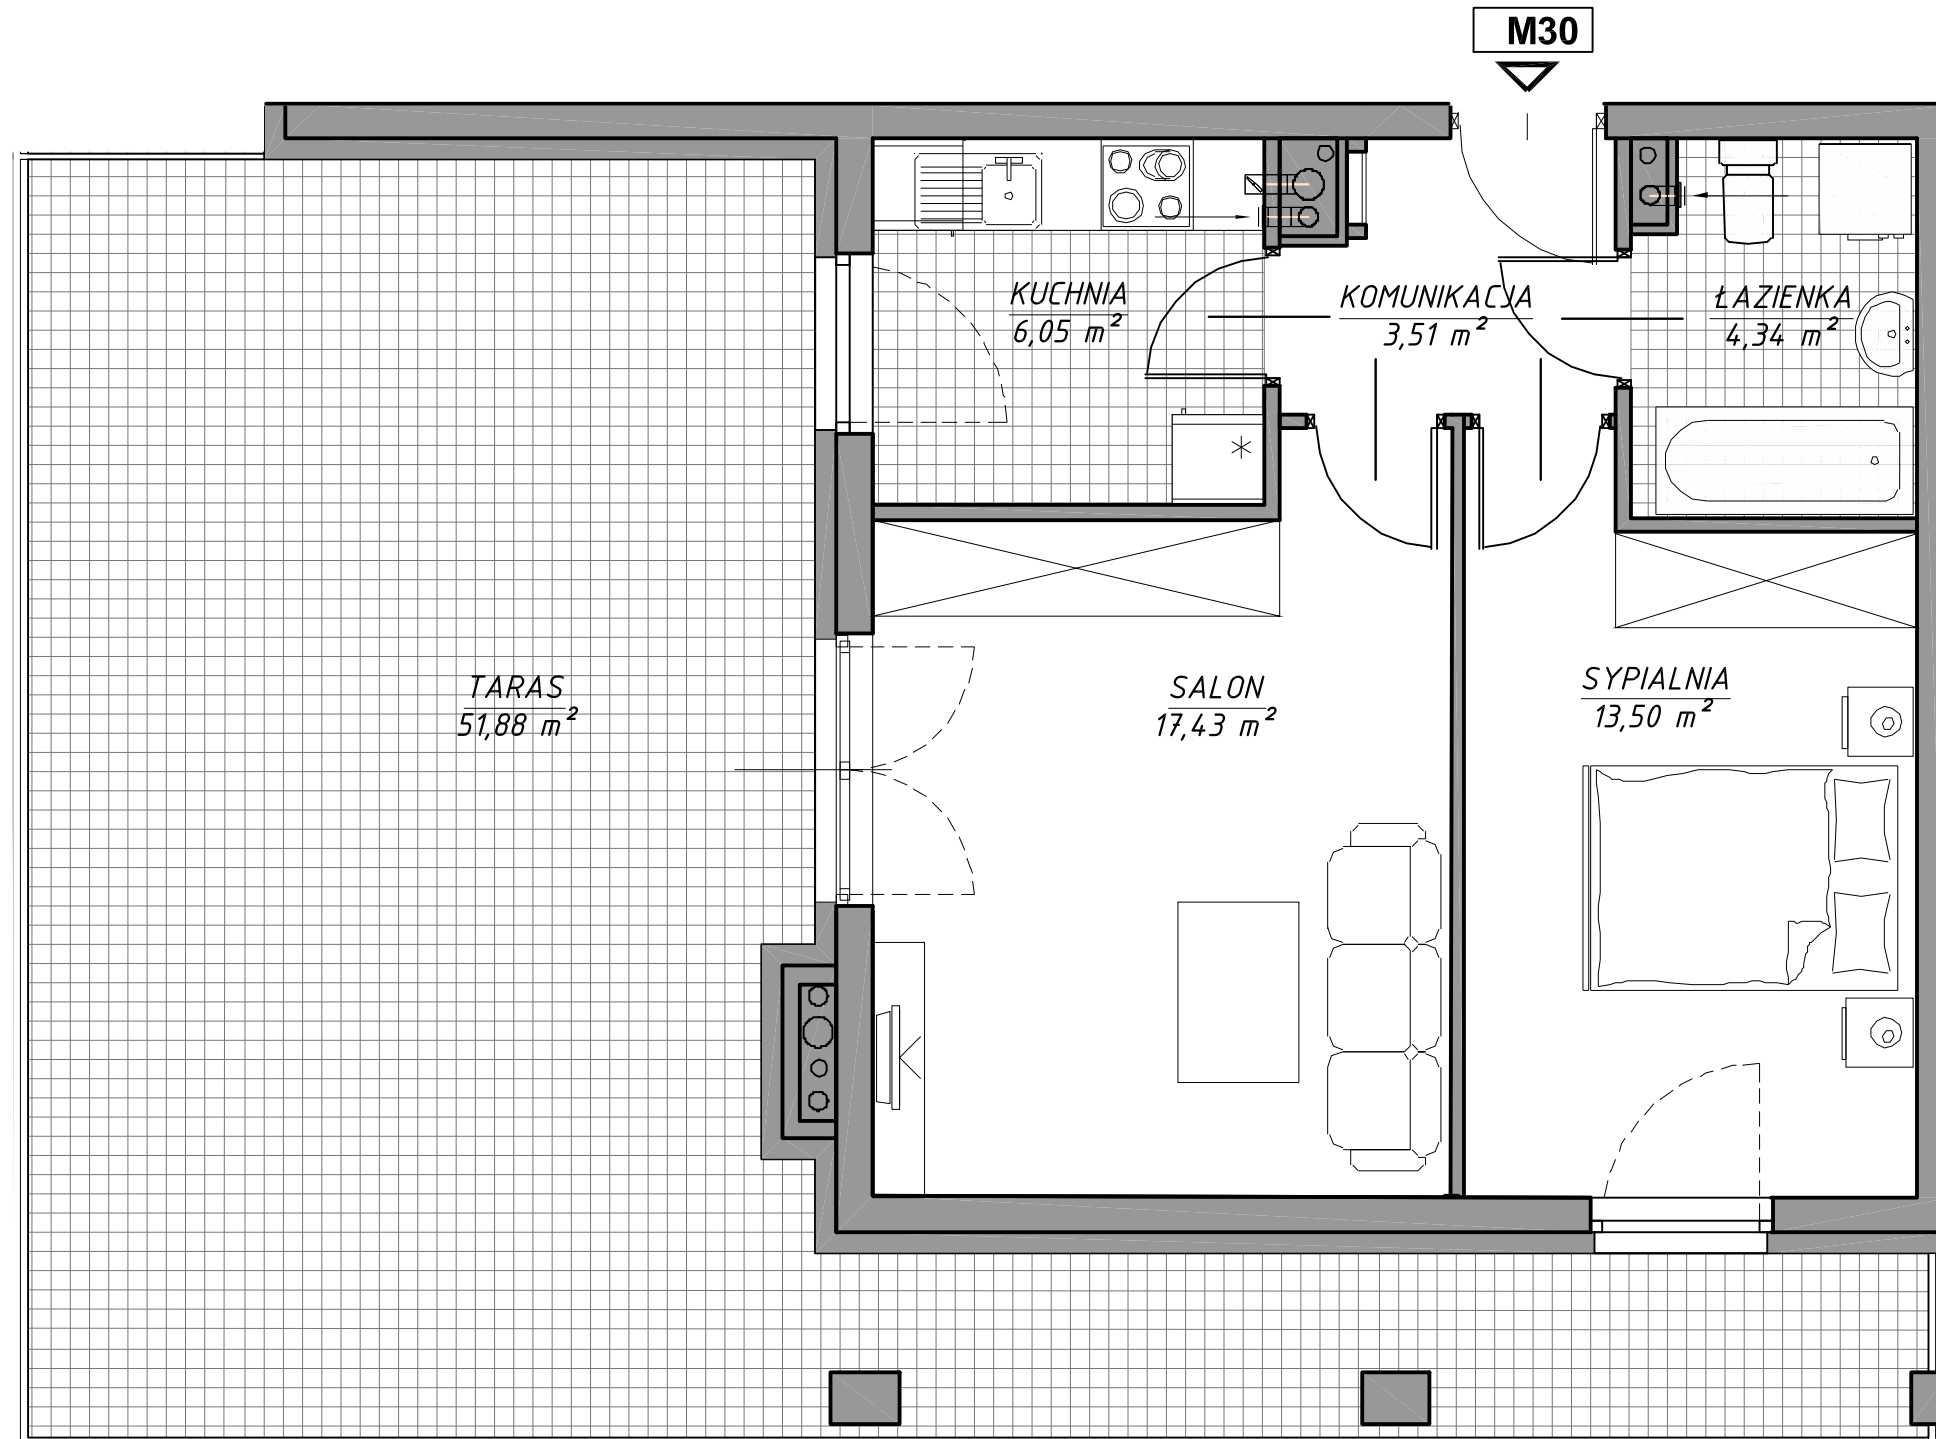 M30
KUCHNIA
6,05 m²
KOMUNIKACJA
3,51 m²
ŁAZIENKA
4,34 m²
TARAS
51,88 m²
SALON
17,43 m²
SYPIALNIA
13,50 m²